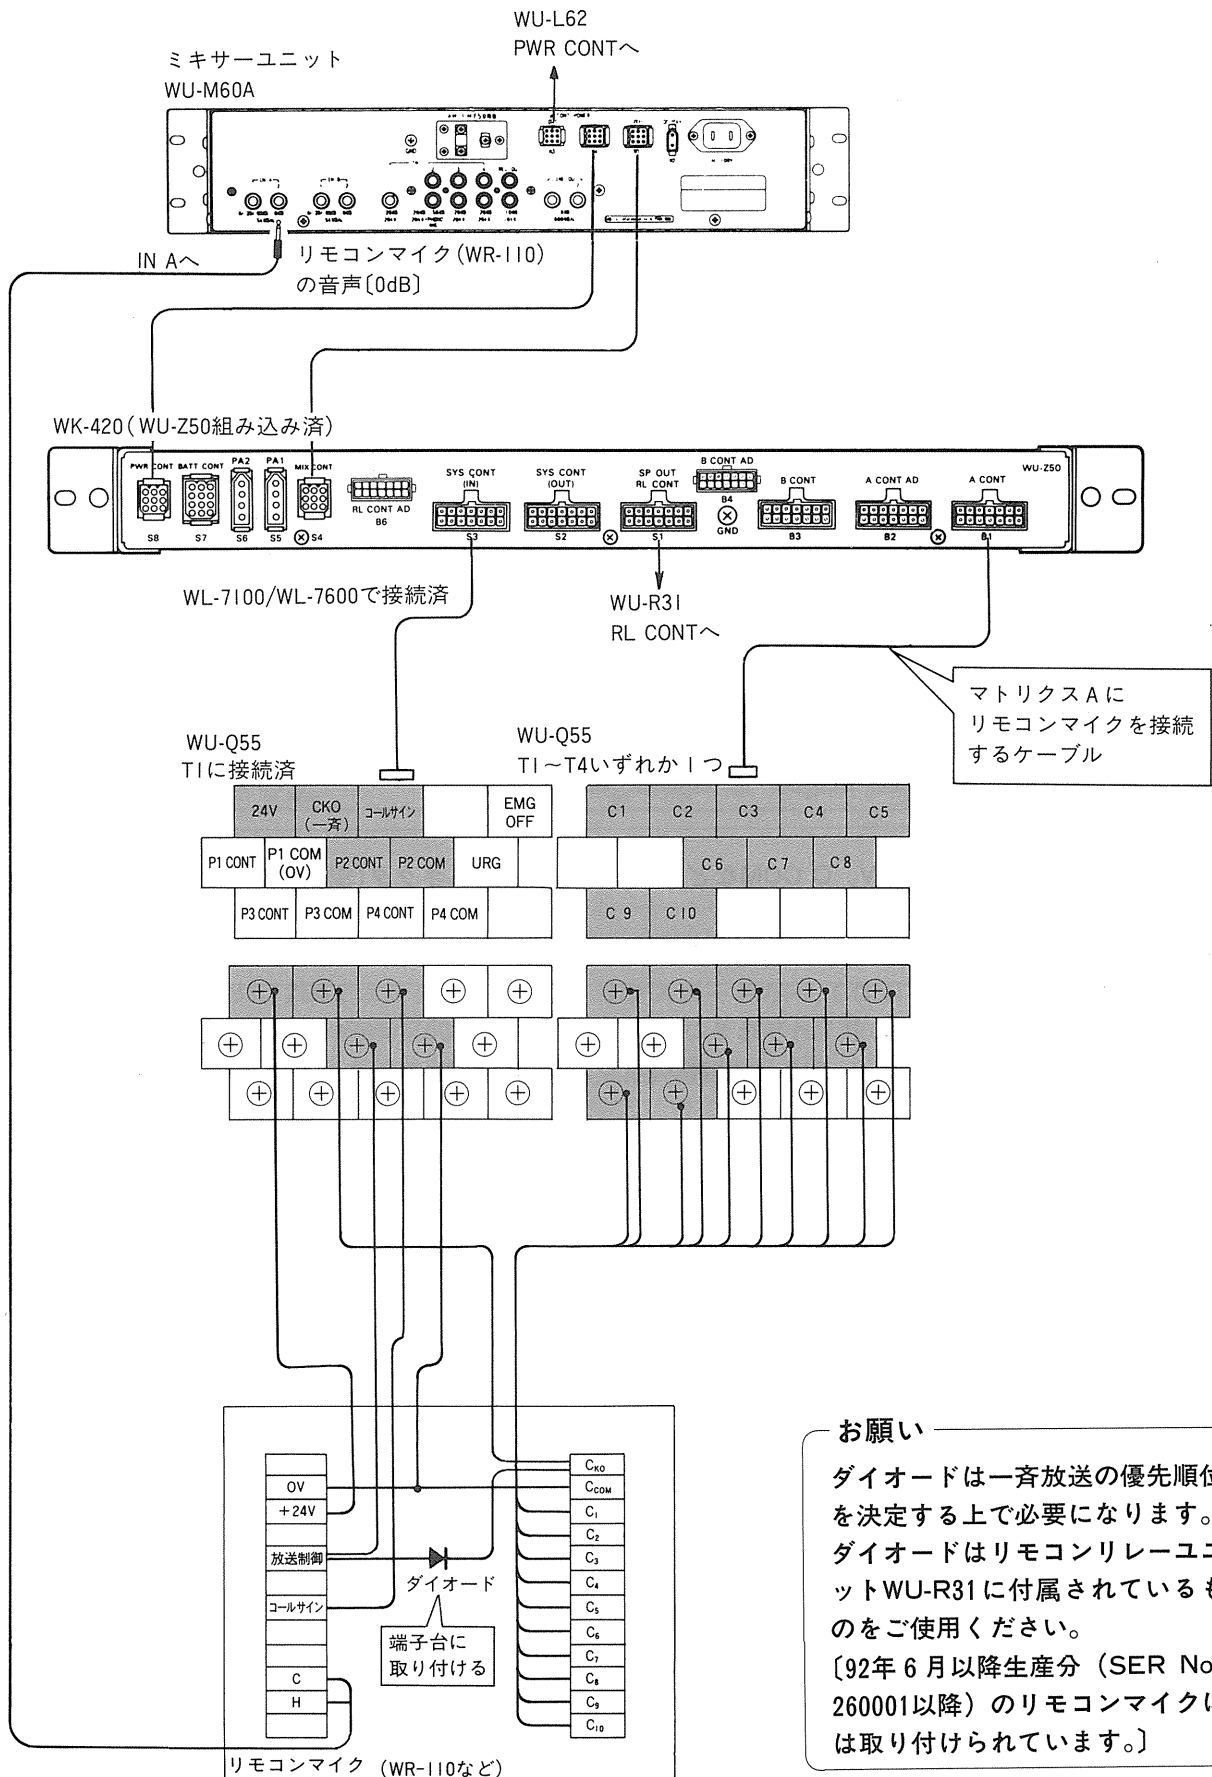 WU-L62
PWR CONTへ
ミキサーユニット
WU-M60A
GND
IN Aへ
リモコンマイク(WR-110)
の音声〔0dB〕
WK-420(WU-Z50組み込み済)
PWR CONT
BATT CONT
PA2
PA1
MIX CONT
RL CONT AD
B6
SYS CONT
(IN)
SYS CONT
(OUT)
SP OUT
RL CONT
B CONT AD
B4
GND
B CONT
A CONT AD
A CONT
WU-Z50
S8
S7
S6
S5
S4
S3
S2
S1
B3
B2
B1
WL-7100/WL-7600で接続済
WU-R31
RL CONTへ
マトリクスAに
リモコンマイクを接続
するケーブル
WU-Q55
T1に接続済
WU-Q55
T1〜T4いずれか1つ
24V
CKO
(一斉)
コールサイン
EMG
OFF
P1 CONT
P1 COM
(0V)
P2 CONT
P2 COM
URG
P3 CONT
P3 COM
P4 CONT
P4 COM
C1
C2
C3
C4
C5
C6
C7
C8
C9
C10
0V
+24V
放送制御
コールサイン
C
H
ダイオード
端子台に
取り付ける
CKO
CCOM
C1
C2
C3
C4
C5
C6
C7
C8
C9
C10
リモコンマイク (WR-110など)
お願い
ダイオードは一斉放送の優先順位
を決定する上で必要になります。
ダイオードはリモコンリレーユニ
ットWU-R31に付属されているも
のをご使用ください。
〔92年6月以降生産分(SER No
260001以降)のリモコンマイクに
は取り付けられています。〕